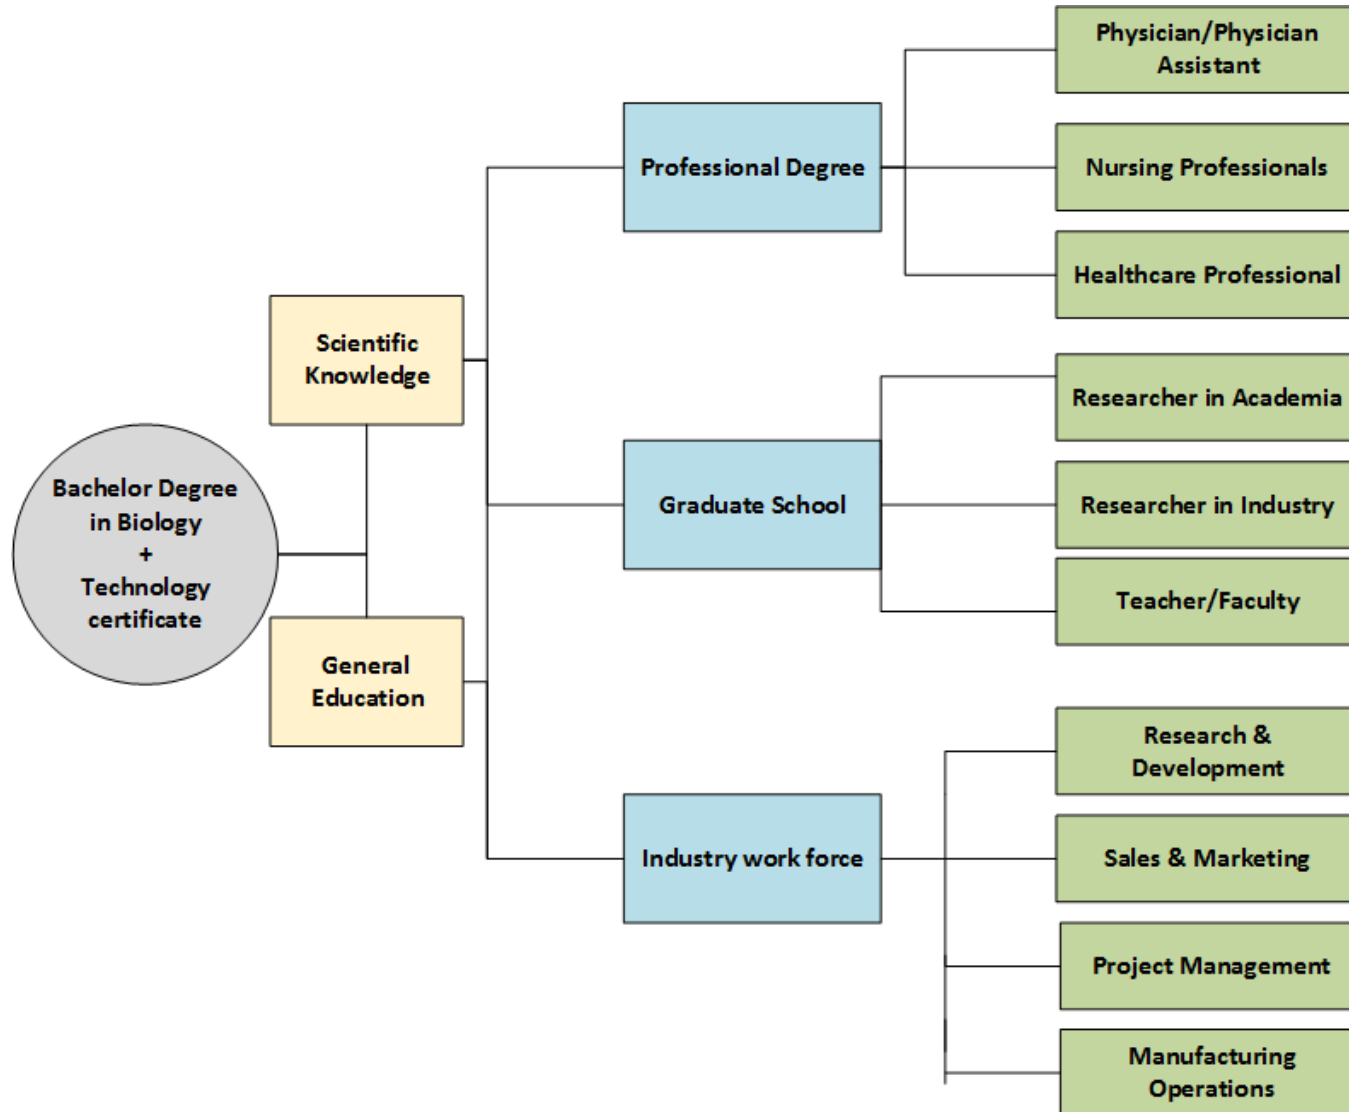 Bachelor Degree
in Biology
+
Technology
certificate
Scientific
Knowledge
General
Education
Professional Degree
Graduate School
Industry work force
Physician/Physician
Assistant
Nursing Professionals
Healthcare Professional
Researcher in Academia
Researcher in Industry
Teacher/Faculty
Research &
Development
Sales & Marketing
Project Management
Manufacturing
Operations